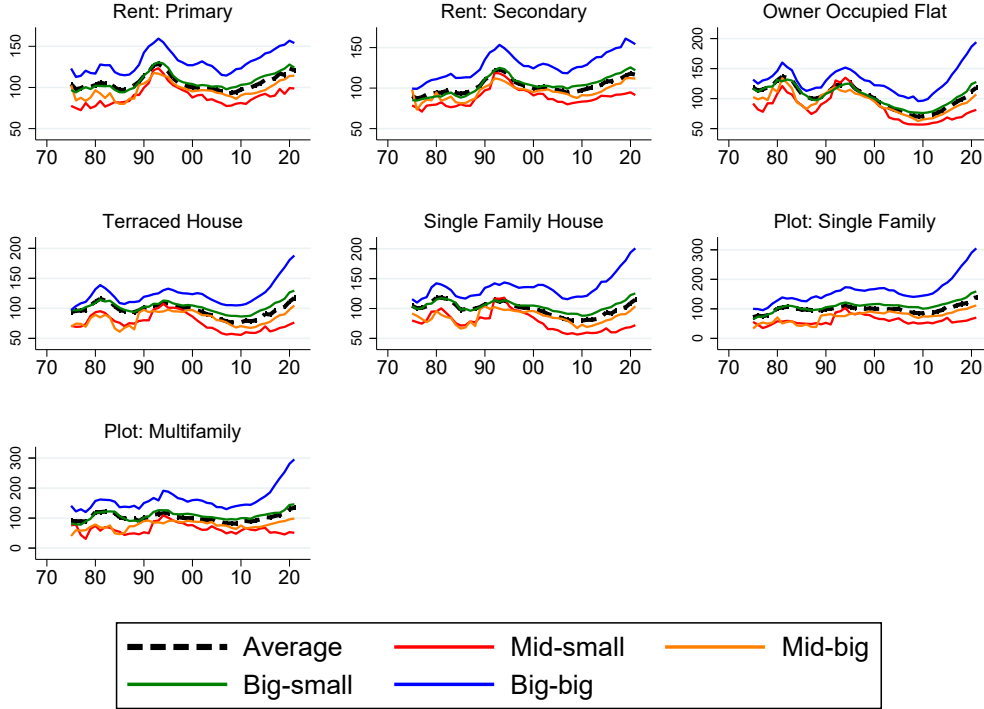 Rent: Primary
50 100 150
70 80 90 00 10 20
Rent: Secondary
50 100 150
70 80 90 00 10 20
Owner Occupied Flat
50 100 150 200
70 80 90 00 10 20
Terraced House
50 100 150 200
70 80 90 00 10 20
Single Family House
50 100 150 200
70 80 90 00 10 20
Plot: Single Family
0 100 200 300
70 80 90 00 10 20
Plot: Multifamily
0 100 200 300
70 80 90 00 10 20
Average Mid-small Mid-big
Big-small Big-big